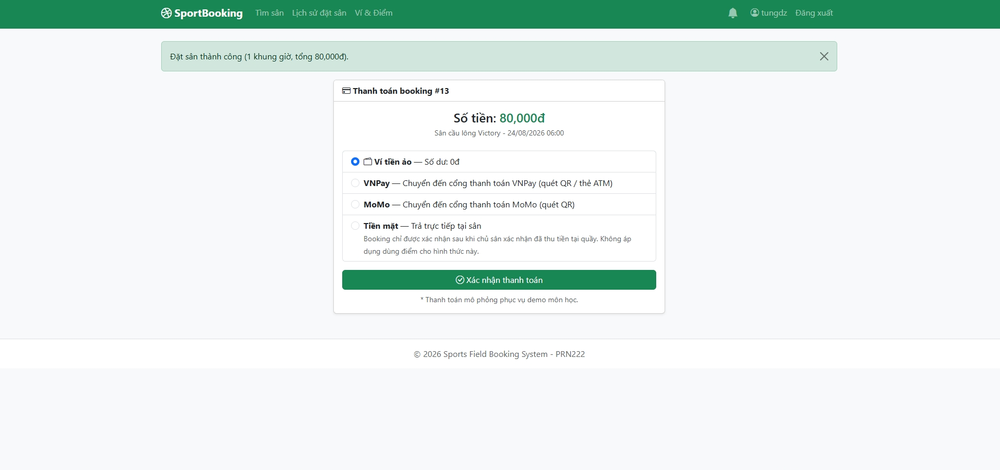 SportBooking Tìm sân Lịch sử đặt sân Ví & Điểm tungdz Đăng xuất
Đặt sân thành công (1 khung giờ, tổng 80,000đ).
Thanh toán booking #13
Số tiền: 80,000đ
Sân cầu lông Victory - 24/08/2026 06:00
Ví tiền ảo — Số dư: 0đ
VNPay — Chuyển đến cổng thanh toán VNPay (quét QR / thẻ ATM)
MoMo — Chuyển đến cổng thanh toán MoMo (quét QR)
Tiền mặt — Trả trực tiếp tại sân
Booking chỉ được xác nhận sau khi chủ sân xác nhận đã thu tiền tại quầy. Không áp
dụng dùng điểm cho hình thức này.
Xác nhận thanh toán
* Thanh toán mô phỏng phục vụ demo môn học.
© 2026 Sports Field Booking System - PRN222